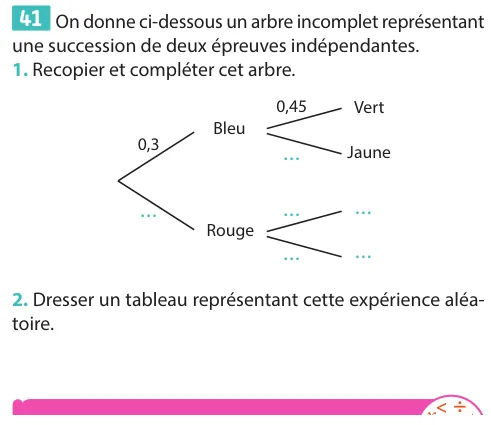 41 On donne ci-dessous un arbre incomplet représentant
une succession de deux épreuves indépendantes.
1. Recopier et compléter cet arbre.
0,45 Vert
Bleu
0,3
... Jaune
... ... ...
Rouge
... ...
2. Dresser un tableau représentant cette expérience aléa-
toire.
< ÷